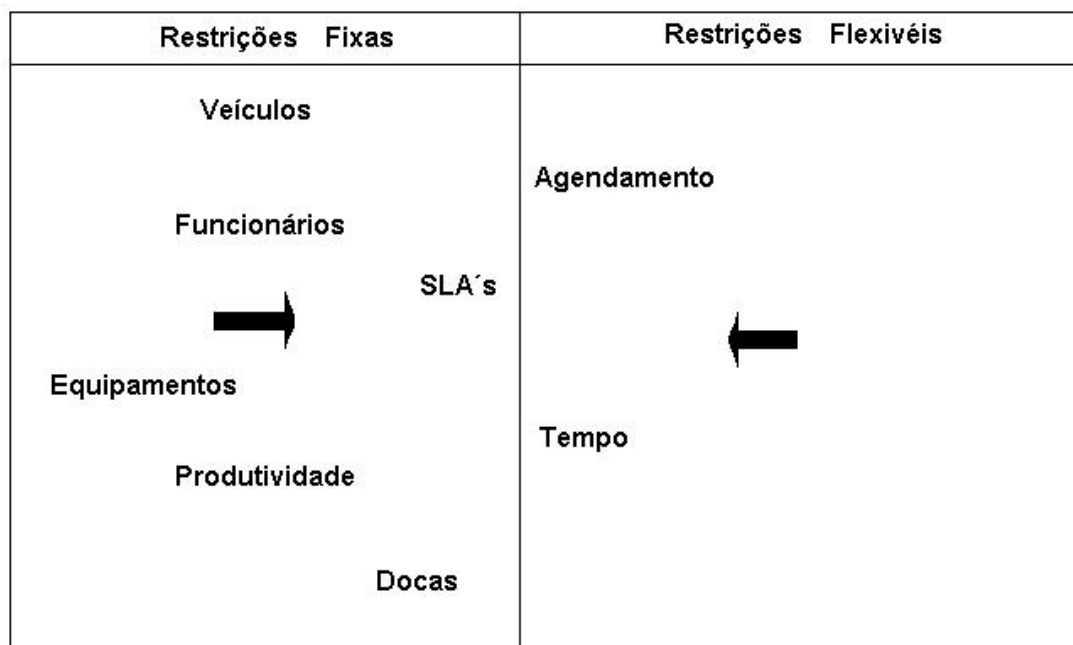 Restrições Fixas
Restrições Flexivéis
Veículos
Agendamento
Funcionários
SLA´s
Equipamentos
Tempo
Produtividade
Docas